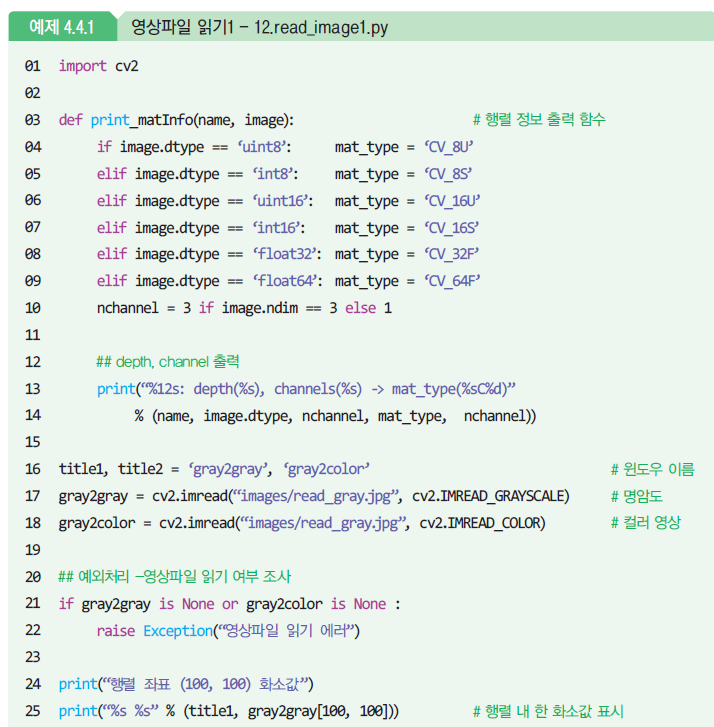 예제 4.4.1 영상파일 읽기1 - 12.read_image1.py
01 import cv2
02
03 def print_matInfo(name, image): # 행렬 정보 출력 함수
04 if image.dtype == ‘uint8’: mat_type = ‘CV_8U’
05 elif image.dtype == ‘int8’: mat_type = ‘CV_8S’
06 elif image.dtype == ‘uint16’: mat_type = ‘CV_16U’
07 elif image.dtype == ‘int16’: mat_type = ‘CV_16S’
08 elif image.dtype == ‘float32’: mat_type = ‘CV_32F’
09 elif image.dtype == ‘float64’: mat_type = ‘CV_64F’
10 nchannel = 3 if image.ndim == 3 else 1
11
12 ## depth, channel 출력
13 print(“%12s: depth(%s), channels(%s) -> mat_type(%sC%d)”
14 % (name, image.dtype, nchannel, mat_type, nchannel))
15
16 title1, title2 = ‘gray2gray’, ‘gray2color’ # 윈도우 이름
17 gray2gray = cv2.imread(“images/read_gray.jpg”, cv2.IMREAD_GRAYSCALE) # 명암도
18 gray2color = cv2.imread(“images/read_gray.jpg”, cv2.IMREAD_COLOR) # 컬러 영상
19
20 ## 예외처리 -영상파일 읽기 여부 조사
21 if gray2gray is None or gray2color is None :
22 raise Exception(“영상파일 읽기 에러”)
23
24 print(“행렬 좌표 (100, 100) 화소값”)
25 print(“%s %s” % (title1, gray2gray[100, 100])) # 행렬 내 한 화소값 표시